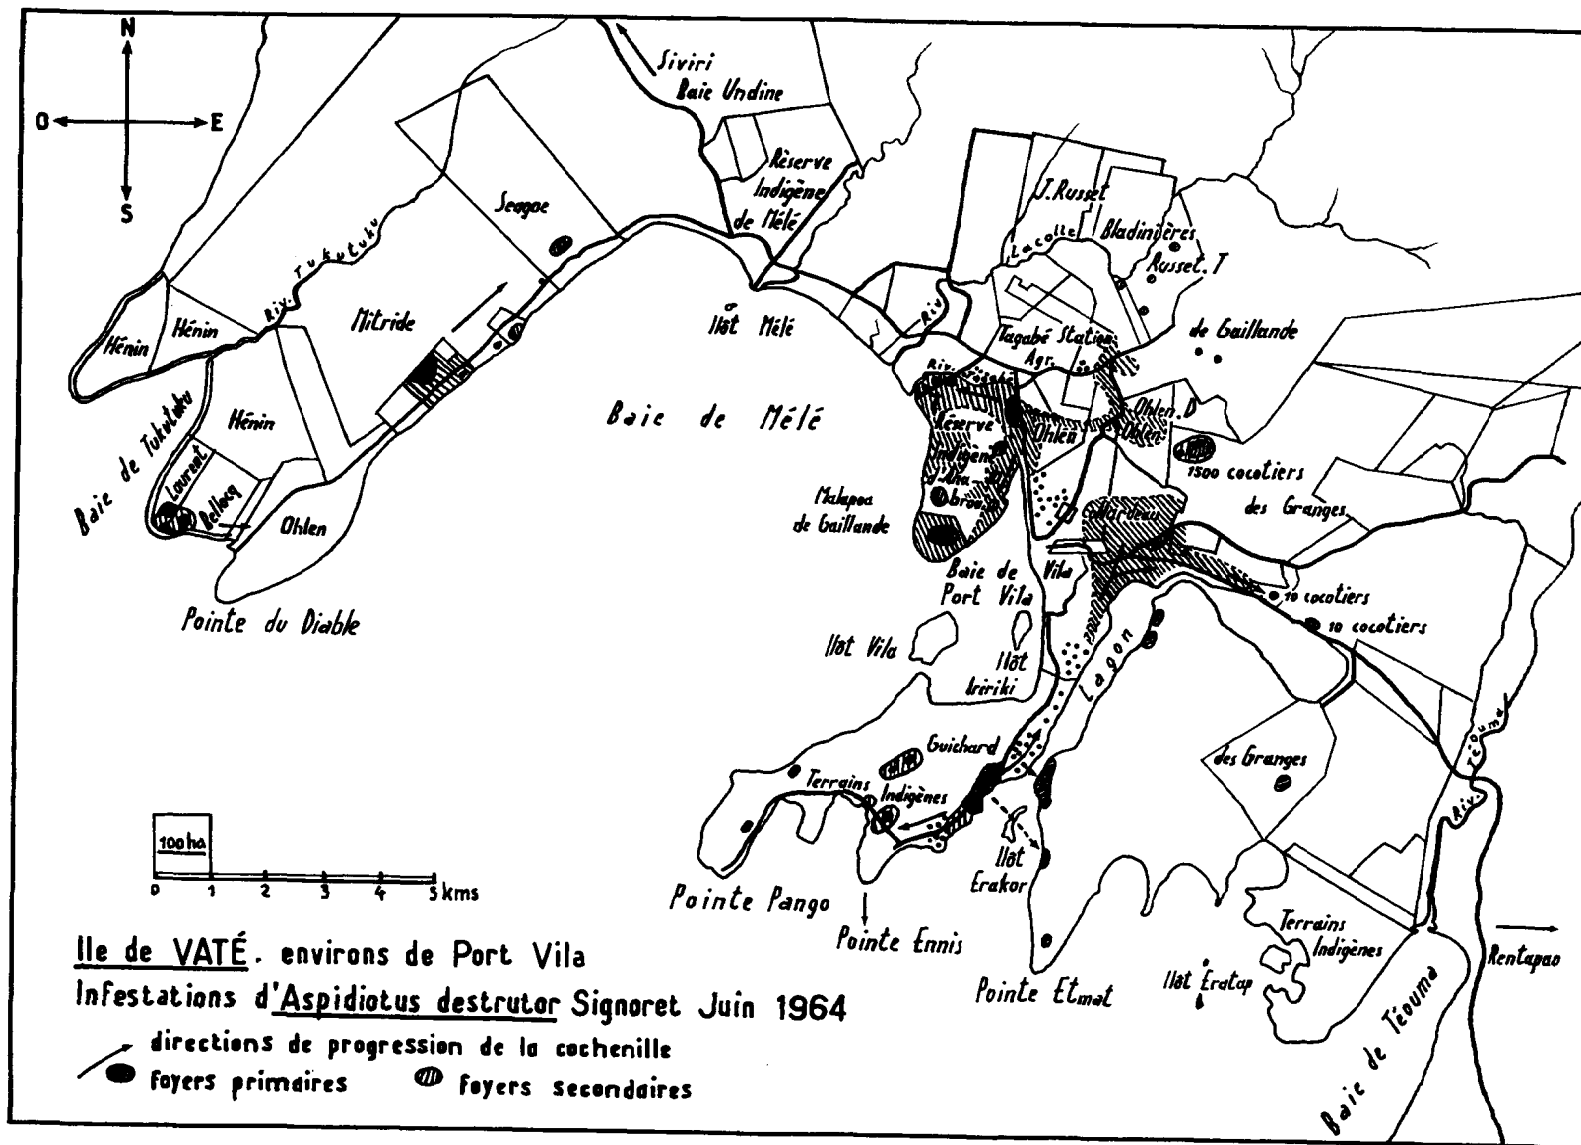 N
O E
S
Siviri
Baie Undine
Réserve
Indigène
de Mélé
Seagoe
Riv. Tukutuku
Mitride
Hénin
Hénin
Hénin
Baie de Tukutuku
Laurent
Bellocq
Ohlen
Pointe du Diable
Ilôt Mélé
Baie de Mélé
J. Russet
Bladinières
Russet. T
Riv. Lacolle
Tagabé Station
Agr.
de Gaillande
Riv.
Réserve
Indigène
Ohlen
Ohlen. D
Ohlen
1500 cocotiers
des Granges
Malapoa
de Gaillande
Baie de
Port Vila
Vila
10 cocotiers
10 cocotiers
Ilôt Vila
Ilôt
Iririki
Lagon
Guichard
Terrains
Indigènes
des Granges
Riv. Téouma
Ilôt
Erakor
Pointe Pango
Pointe Ennis
Pointe Etmat
Terrains
Indigènes
Ilôt Eratap
Rentapao
Baie de Téouma
100 ha
0 1 2 3 4 5 kms
Ile de VATÉ. environs de Port Vila
Infestations d'Aspidiotus destrutor Signoret Juin 1964
directions de progression de la cochenille
foyers primaires foyers secondaires